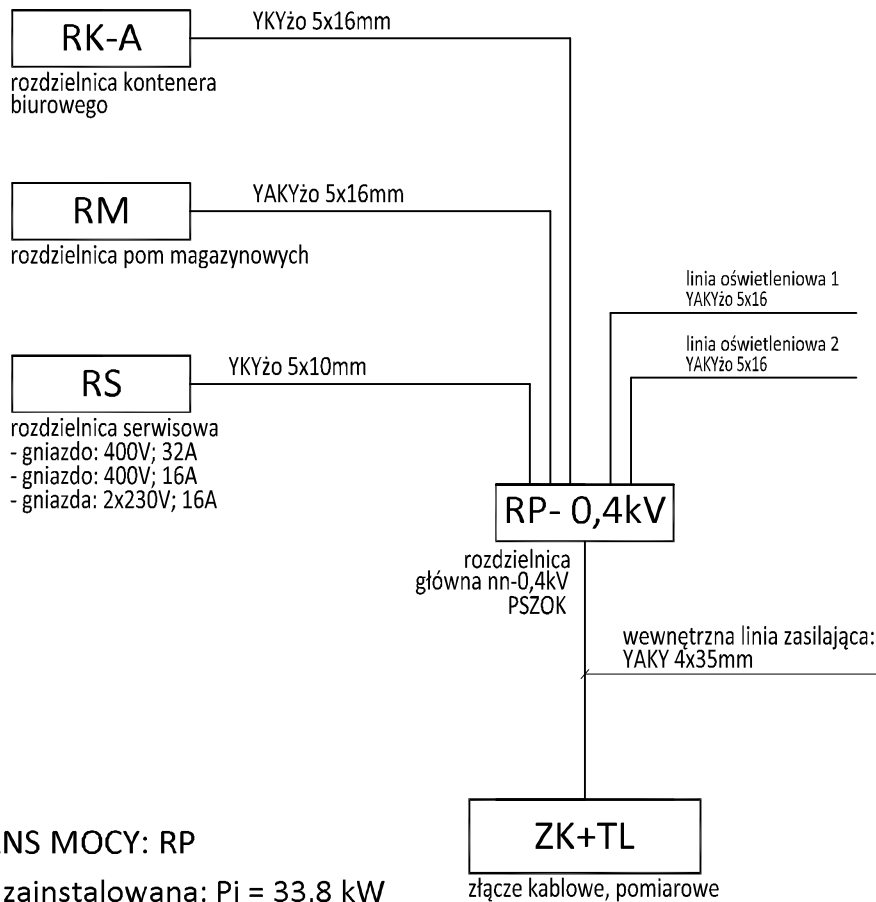 RK-A
YKYżo 5x16mm
rozdzielnica kontenera
biurowego
RM
YAKYżo 5x16mm
rozdzielnica pom magazynowych
linia oświetleniowa 1
YAKYżo 5x16
linia oświetleniowa 2
YAKYżo 5x16
RS
YKYżo 5x10mm
rozdzielnica serwisowa
- gniazdo: 400V; 32A
- gniazdo: 400V; 16A
- gniazda: 2x230V; 16A
RP- 0,4kV
rozdzielnica
główna nn-0,4kV
PSZOK
wewnętrzna linia zasilająca:
YAKY 4x35mm
ZK+TL
złącze kablowe, pomiarowe
MOCY: RP
zainstalowana: Pi = 33,8 kW